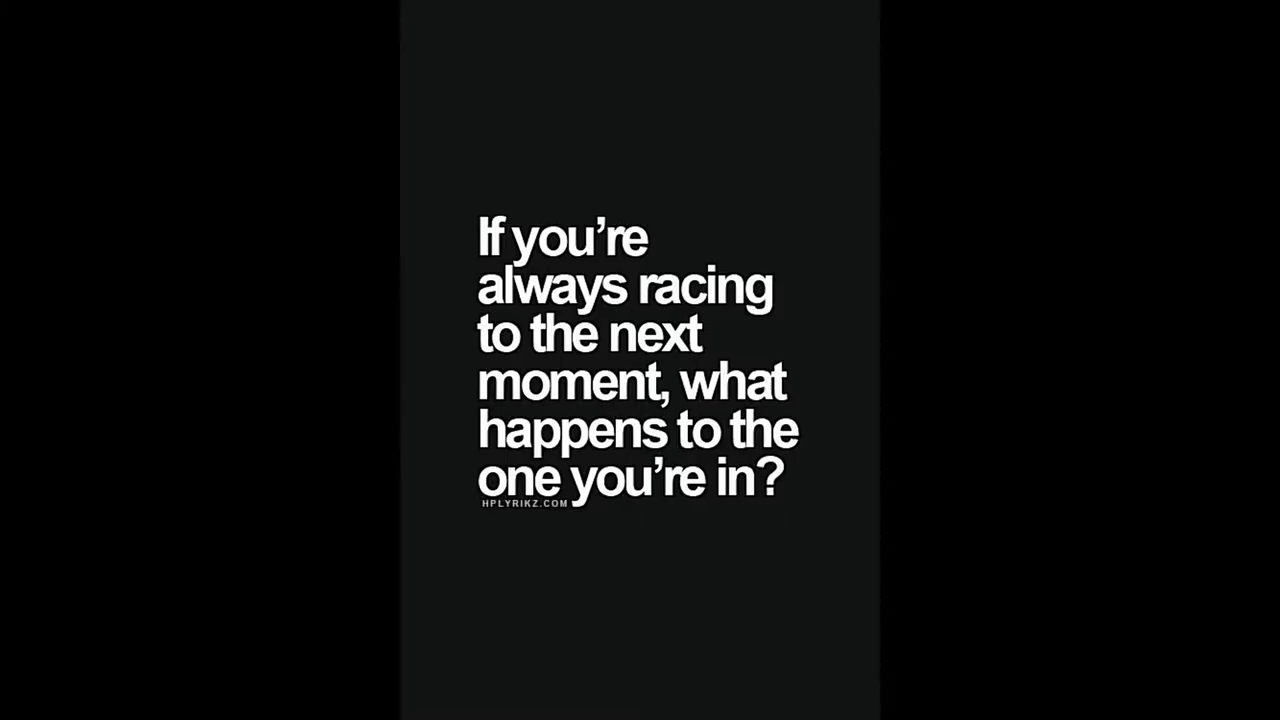 If you’re
always racing
to the next
moment, what
happens to the
one you’re in?
HPLYRIKZ.COM